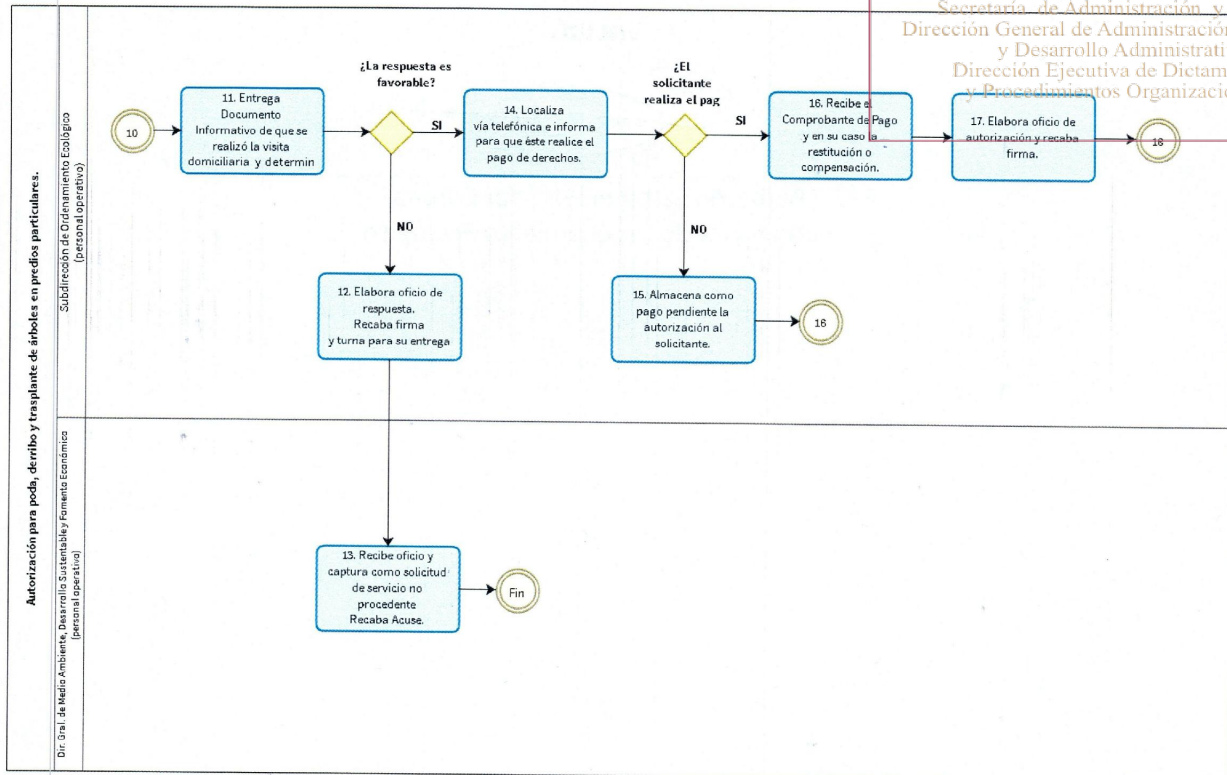 Secretaría de Administración y
Dirección General de Administración
y Desarrollo Administrati
Dirección Ejecutiva de Dictam
y Procedimientos Organizacio
Autorización para poda, derribo y trasplante de árboles en predios particulares.
Subdirección de Ordenamiento Ecológico
(personal operativo)
10
11. Entrega
Documento
Informativo de que se
realizó la visita
domiciliaria y determin
¿La respuesta es
favorable?
SI
NO
14. Localiza
vía telefónica e informa
para que éste realice el
pago de derechos.
¿El
solicitante
realiza el pag
SI
NO
16. Recibe el
Comprobante de Pago
y en su caso la
restitución o
compensación.
17. Elabora oficio de
autorización y recaba
firma.
16
12. Elabora oficio de
respuesta.
Recaba firma
y turna para su entrega
15. Almacena como
pago pendiente la
autorización al
solicitante.
16
Dir. Gral. de Medio Ambiente, Desarrollo Sustentable y Fomento Económico
(personal operativo)
13. Recibe oficio y
captura como solicitud
de servicio no
procedente
Recaba Acuse.
Fin